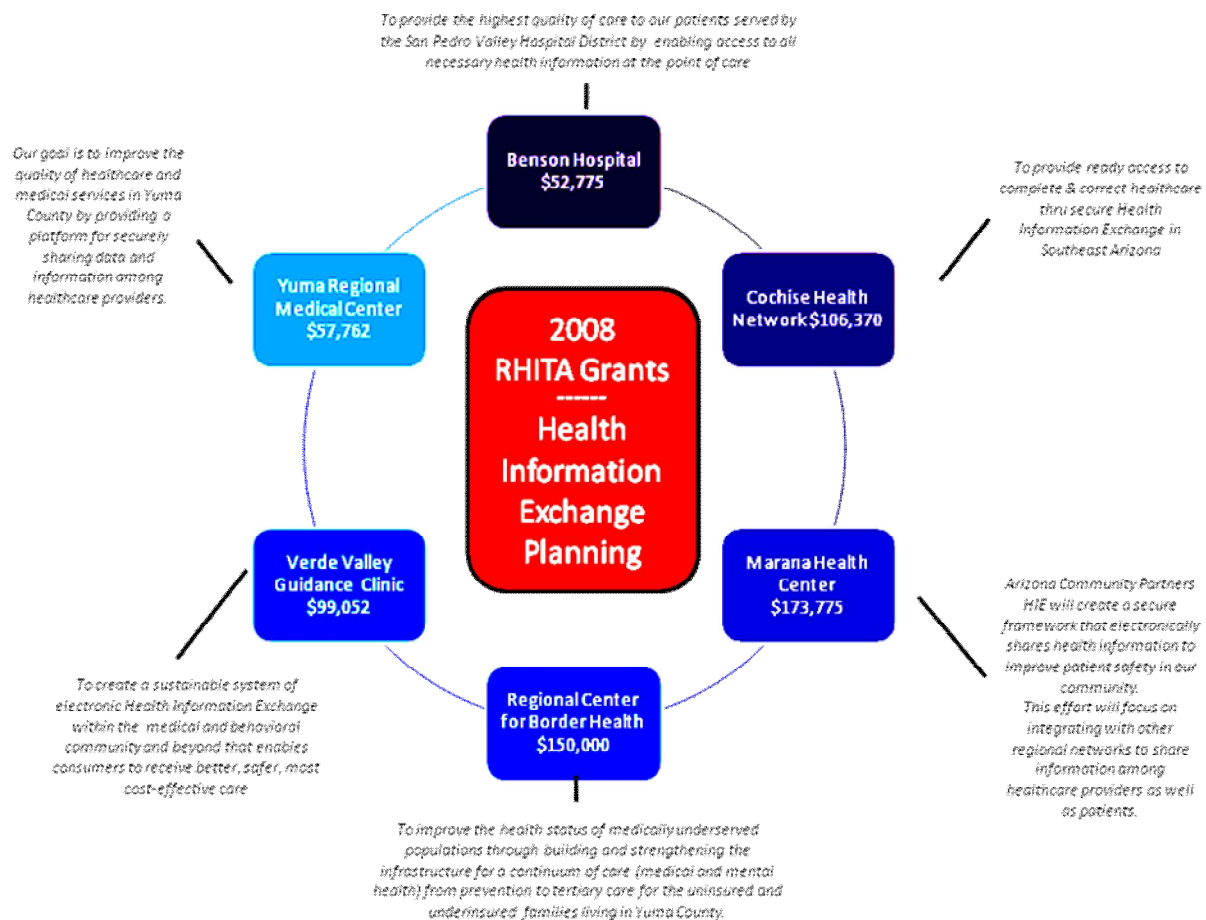 To provide the highest quality of care to our patients served by
the San Pedro Valley Hospital District by enabling access to all
necessary health information at the point of care
Benson Hospital
$52,775
To provide ready access to
complete & correct healthcare
thru secure Health
Information Exchange in
Southeast Arizona
Cochise Health
Network $106,370
Marana Health
Center
$173,775
Arizona Community Partners
HIE will create a secure
framework that electronically
shares health information to
improve patient safety in our
community.
This effort will focus on
integrating with other
regional networks to share
information among
healthcare providers as well
as patients.
Regional Center
for Border Health
$150,000
To improve the health status of medically underserved
populations through building and strengthening the
infrastructure for a continuum of care (medical and mental
health) from prevention to tertiary care for the uninsured and
underinsured families living in Yuma County.
Verde Valley
Guidance Clinic
$99,052
To create a sustainable system of
electronic Health Information Exchange
within the medical and behavioral
community and beyond that enables
consumers to receive better, safer, most
cost-effective care
Yuma Regional
Medical Center
$57,762
Our goal is to improve the
quality of healthcare and
medical services in Yuma
County by providing a
platform for securely
sharing data and
information among
healthcare providers.
2008
RHITA Grants
------
Health
Information
Exchange
Planning